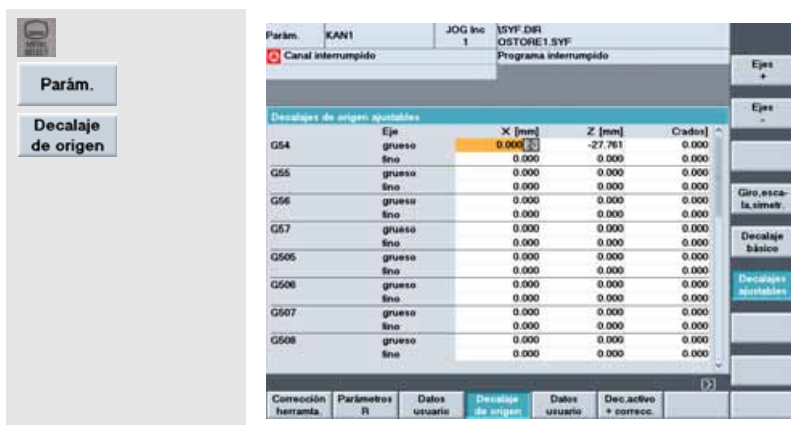 MENU
SELECT
Parám.
Decalaje
de origen
Parám. KAN1 JOG Inc \SYF.DIR
1 OSTORE1.SYF
Canal interrumpido Programa interrumpido
Decalajes de origen ajustables
Eje X [mm] Z [mm] Crados]
G54 grueso 0.000 -27.761 0.000
fino 0.000 0.000 0.000
G55 grueso 0.000 0.000 0.000
fino 0.000 0.000 0.000
G56 grueso 0.000 0.000 0.000
fino 0.000 0.000 0.000
G57 grueso 0.000 0.000 0.000
fino 0.000 0.000 0.000
G505 grueso 0.000 0.000 0.000
fino 0.000 0.000 0.000
G506 grueso 0.000 0.000 0.000
fino 0.000 0.000 0.000
G507 grueso 0.000 0.000 0.000
fino 0.000 0.000 0.000
G508 grueso 0.000 0.000 0.000
fino 0.000 0.000 0.000
Ejes
+
Ejes
-
Giro,esca-
la,simetr.
Decalaje
básico
Decalajes
ajustables
Corrección Parámetros Datos Decalaje Datos Dec.activo
herramta. R usuario de origen usuario + correcc.